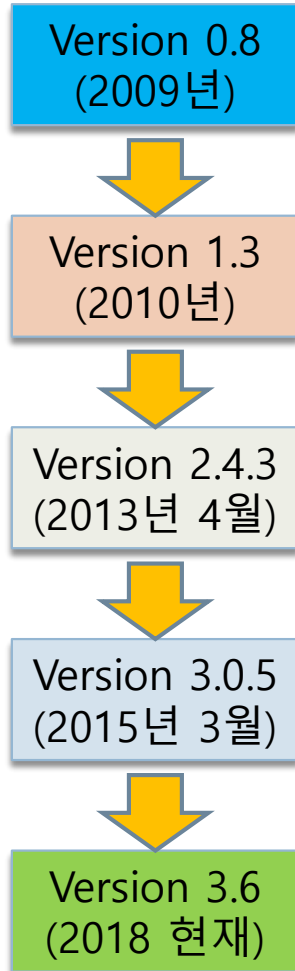 Version 0.8
(2009년)
Version 1.3
(2010년)
Version 2.4.3
(2013년 4월)
Version 3.0.5
(2015년 3월)
Version 3.6
(2018 현재)